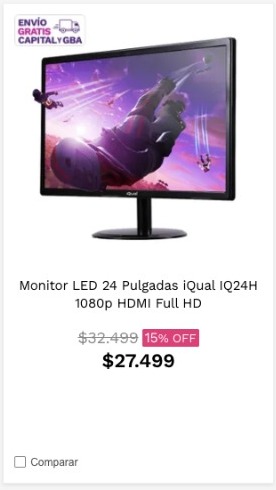 ENVÍO
GRATIS
CAPITAL Y GBA
iQual
Monitor LED 24 Pulgadas iQual IQ24H
1080p HDMI Full HD
$32.499 15% OFF
$27.499
Comparar